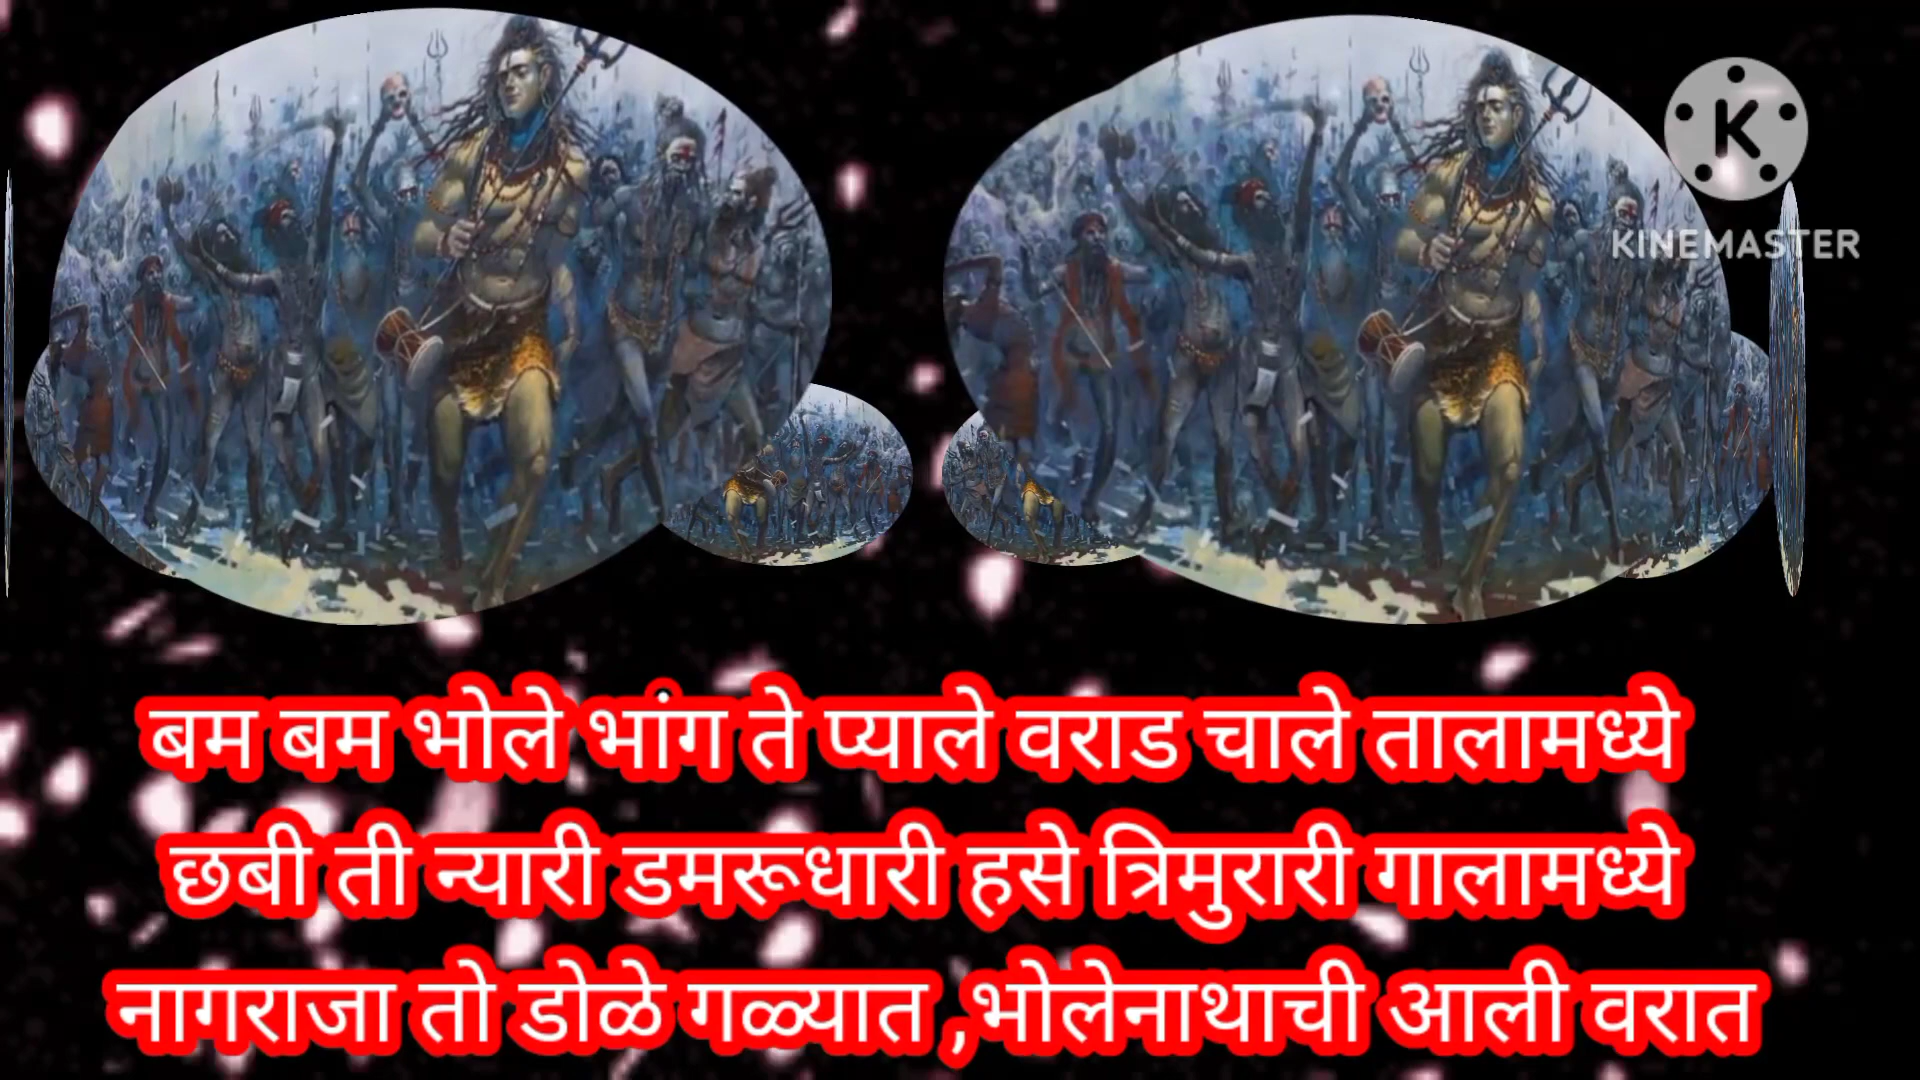 K
KINEMASTER
बम बम भोले भांग ते प्याले वराड चाले तालामध्ये
छबी ती न्यारी डमरूधारी हसे त्रिमुरारी गालामध्ये
नागराजा तो डोळे गळ्यात ,भोलेनाथाची आली वरात